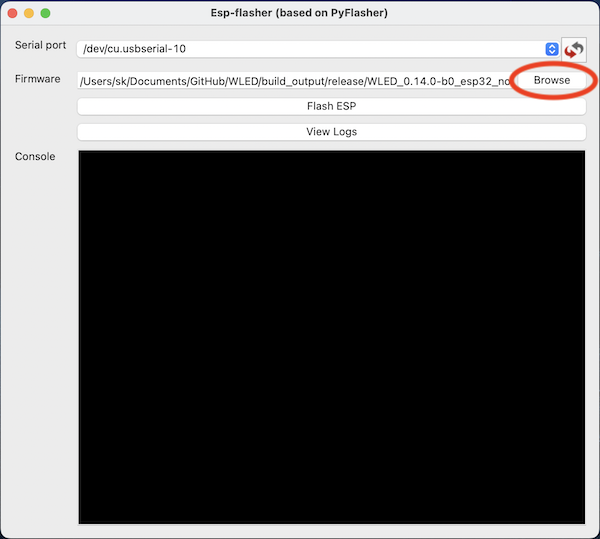 Esp-flasher (based on PyFlasher)
Serial port /dev/cu.usbserial-10
Firmware /Users/sk/Documents/GitHub/WLED/build_output/release/WLED_0.14.0-b0_esp32_no Browse
Flash ESP
View Logs
Console